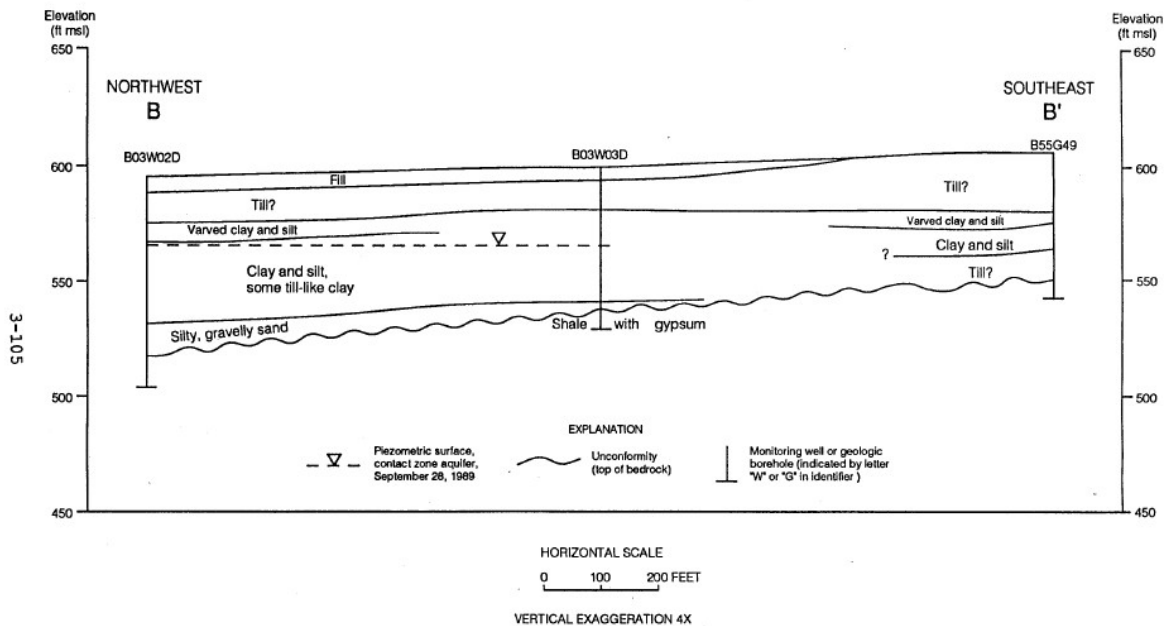 Elevation
(ft msl)
650
NORTHWEST
B
B03W02D
B03W03D
Elevation
(ft msl)
650
SOUTHEAST
B'
B55G49
600
Fill
Till?
Till?
600
Varved clay and silt
Varved clay and silt
Clay and silt
?
Till?
550
Clay and silt,
some till-like clay
550
Silty, gravelly sand
Shale with gypsum
3-105
500
500
EXPLANATION
Piezometric surface,
contact zone aquifer,
September 28, 1989
Unconformity
(top of bedrock)
Monitoring well or geologic
borehole (indicated by letter
"W" or "G" in identifier )
450
450
HORIZONTAL SCALE
0 100 200 FEET
VERTICAL EXAGGERATION 4X